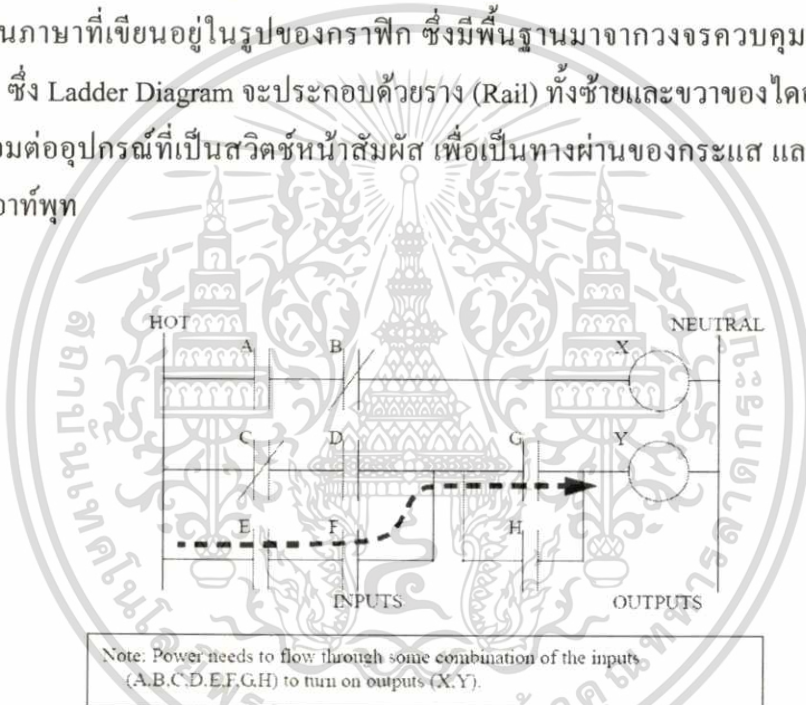 นภาษาที่เขียนอยู่ในรูปของกราฟิก ซึ่งมีพื้นฐานมาจากวงจรควบคุม
ซึ่ง Ladder Diagram จะประกอบด้วยราง (Rail) ทั้งซ้ายและขวาของไดอ
มต่ออุปกรณ์ที่เป็นสวิตช์หน้าสัมผัส เพื่อเป็นทางผ่านของกระแส แล
อาท์พุท
HOT NEUTRAL
A B X
C D G Y
E F H
INPUTS OUTPUTS
Note: Power needs to flow through some combination of the inputs
(A,B,C,D,E,F,G,H) to turn on outputs (X,Y).